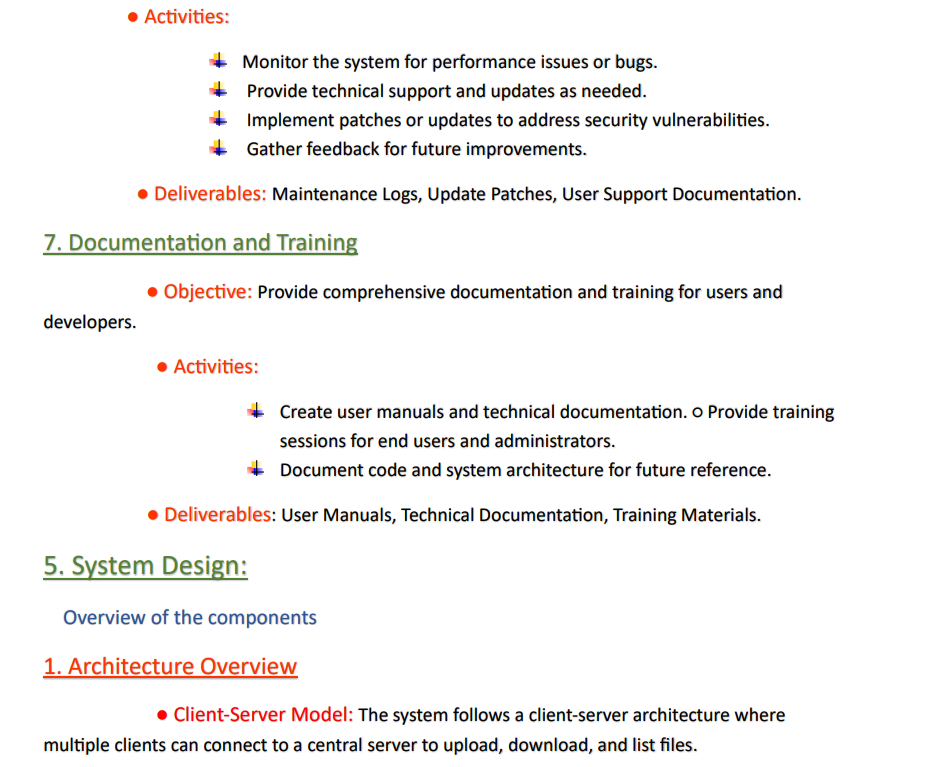 ● Activities:
Monitor the system for performance issues or bugs.
Provide technical support and updates as needed.
Implement patches or updates to address security vulnerabilities.
Gather feedback for future improvements.
● Deliverables: Maintenance Logs, Update Patches, User Support Documentation.
7. Documentation and Training
● Objective: Provide comprehensive documentation and training for users and
developers.
● Activities:
Create user manuals and technical documentation. o Provide training
sessions for end users and administrators.
Document code and system architecture for future reference.
● Deliverables: User Manuals, Technical Documentation, Training Materials.
5. System Design:
Overview of the components
1. Architecture Overview
● Client-Server Model: The system follows a client-server architecture where
multiple clients can connect to a central server to upload, download, and list files.